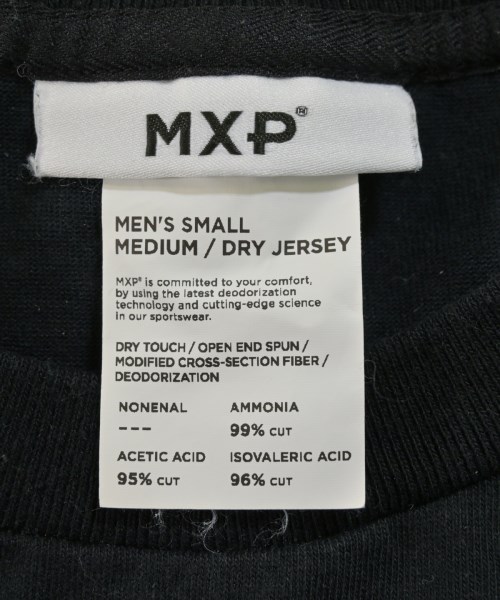 MXP®
MEN'S SMALL
MEDIUM / DRY JERSEY
MXP® is committed to your comfort,
by using the latest deodorization
technology and cutting-edge science
in our sportswear.
DRY TOUCH / OPEN END SPUN /
MODIFIED CROSS-SECTION FIBER /
DEODORIZATION
NONENAL AMMONIA
--- 99% CUT
ACETIC ACID ISOVALERIC ACID
95% CUT 96% CUT